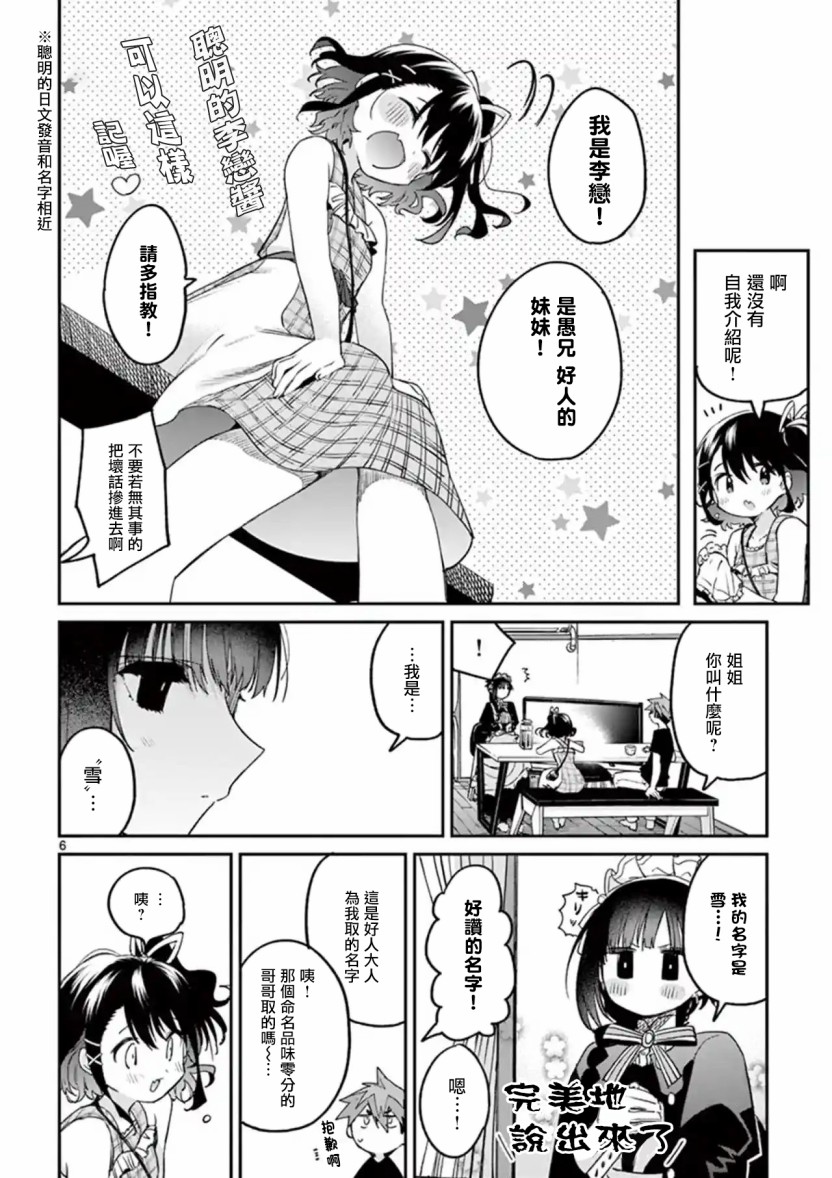 啊
還沒有
自我介紹呢！
我是李戀！
是愚兄 好人的
妹妹！
聰明的李戀醬
可以這樣
記喔♡
請多指教！
不要若無其事的
把壞話摻進去啊
※聰明的日文發音和名字相近
姐姐
你叫什麼呢？
！
…我是…
〝雪〞…
6
我的名字是
雪…！
キリッ
好讚的名字！
嗯…！
完美地
說出來了
這是好人大人
為我取的名字
咦！
那個命名品味零分的
哥哥取的嗎～…
抱歉啊
…
咦？